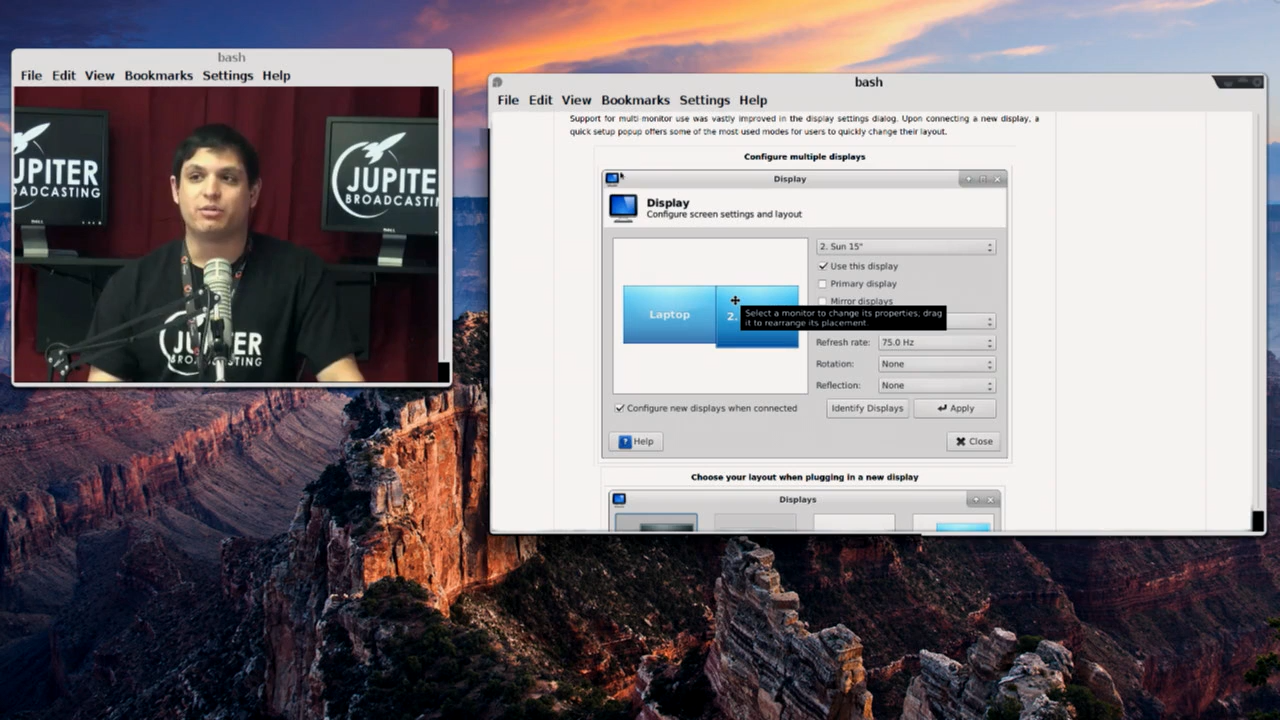 bash
File Edit View Bookmarks Settings Help
JUPITER
BROADCASTING
JUPITER
BROADCASTING
JUPITER
BROADCASTING
bash
File Edit View Bookmarks Settings Help
Support for multi-monitor use was vastly improved in the display settings dialog. Upon connecting a new display, a
quick setup popup offers some of the most used modes for users to quickly change their layout.
Configure multiple displays
Display
Display
Configure screen settings and layout
2. Sun 15"
Use this display
Primary display
Mirror displays
Laptop
2.
Select a monitor to change its properties; drag
it to rearrange its placement.
Refresh rate: 75.0 Hz
Rotation: None
Reflection: None
Configure new displays when connected
Identify Displays
Apply
Help
Close
Choose your layout when plugging in a new display
Displays